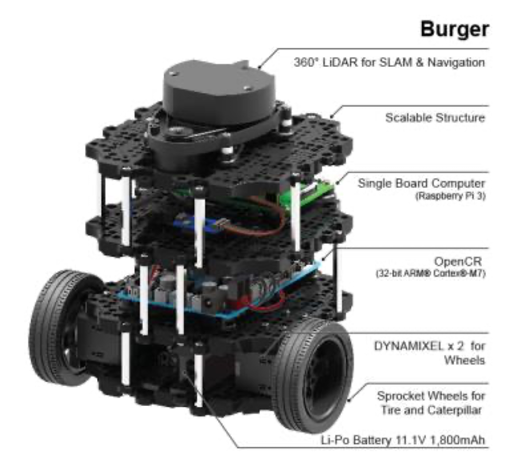 Burger
360° LiDAR for SLAM & Navigation
Scalable Structure
Single Board Computer
(Raspberry Pi 3)
OpenCR
(32-bit ARM® Cortex®-M7)
DYNAMIXEL x 2 for
Wheels
Sprocket Wheels for
Tire and Caterpillar
Li-Po Battery 11.1V 1,800mAh